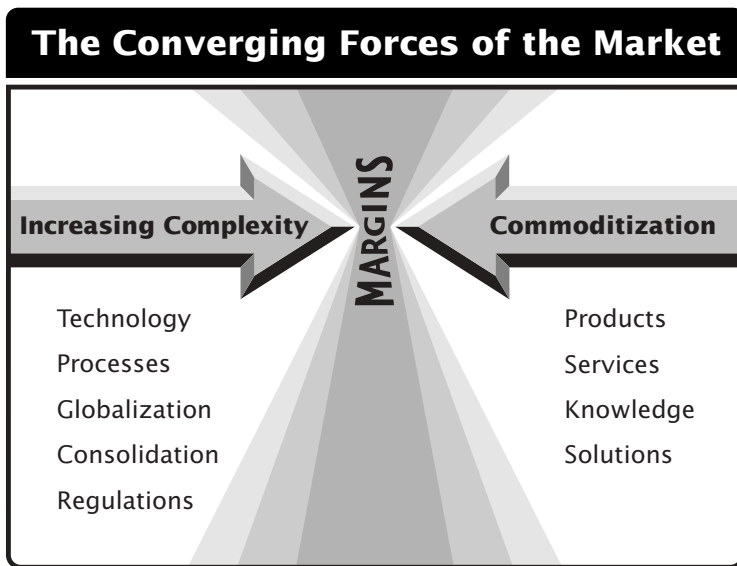 The Converging Forces of the Market
MARGINS
Increasing Complexity
Commoditization
Technology
Processes
Globalization
Consolidation
Regulations
Products
Services
Knowledge
Solutions